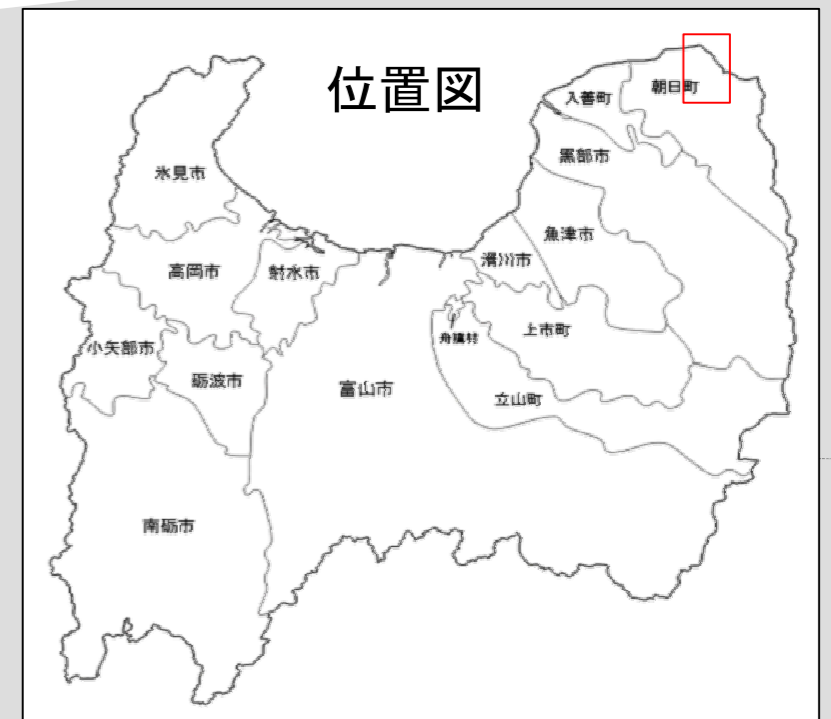 位置図
朝日町
入善町
黒部市
氷見市
魚津市
滑川市
高岡市
射水市
上市町
舟橋村
小矢部市
砺波市
富山市
立山町
南砺市